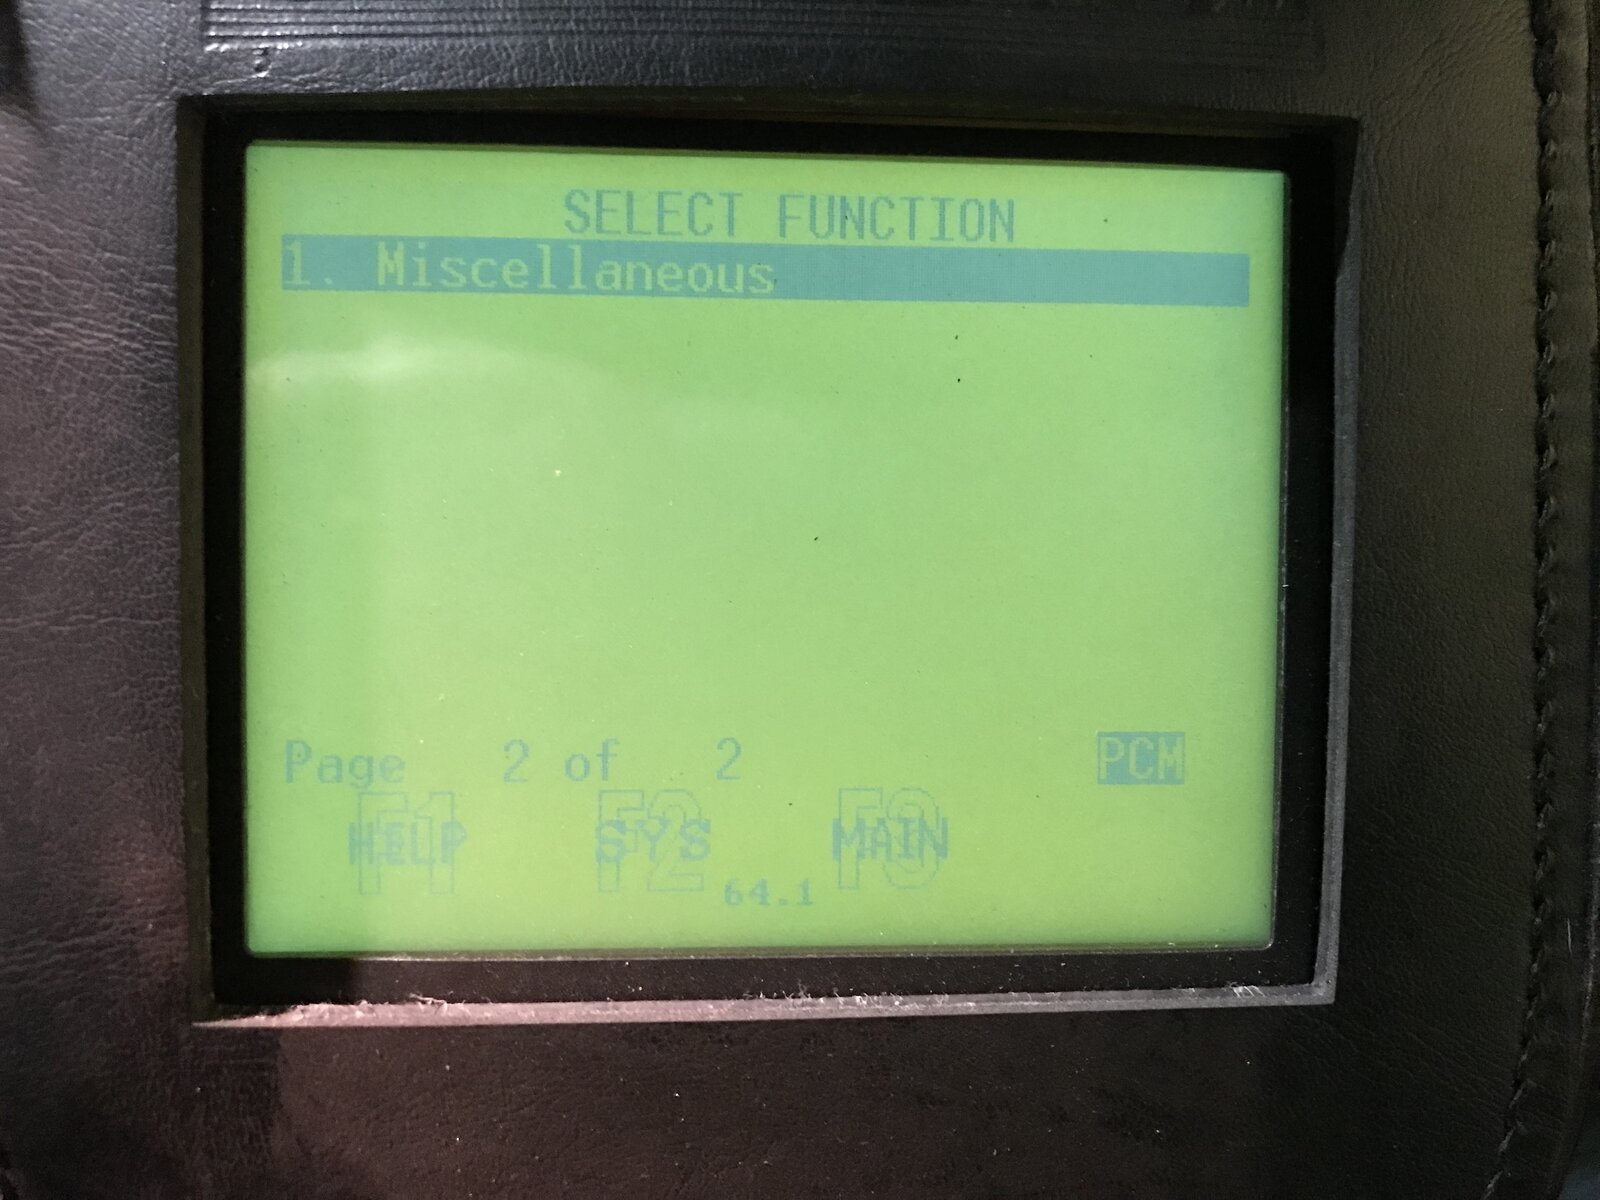 SELECT FUNCTION
1. Miscellaneous
Page 2 of 2 PCM
F1 F2 F3
HELP SYS MAIN
64.1